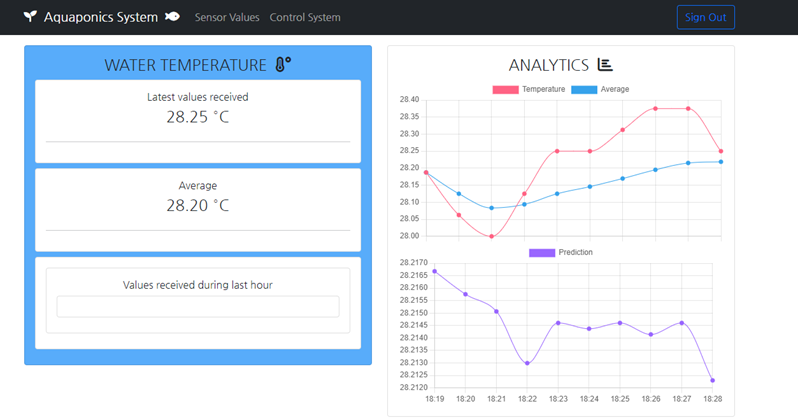 Aquaponics System
Sensor Values
Control System
Sign Out
WATER TEMPERATURE
Latest values received
28.25 °C
Average
28.20 °C
Values received during last hour
ANALYTICS
Temperature
Average
28.40
28.35
28.30
28.25
28.20
28.15
28.10
28.05
28.00
Prediction
28.2170
28.2165
28.2160
28.2155
28.2150
28.2145
28.2140
28.2135
28.2130
28.2125
28.2120
18:19 18:20 18:21 18:22 18:23 18:24 18:25 18:26 18:27 18:28